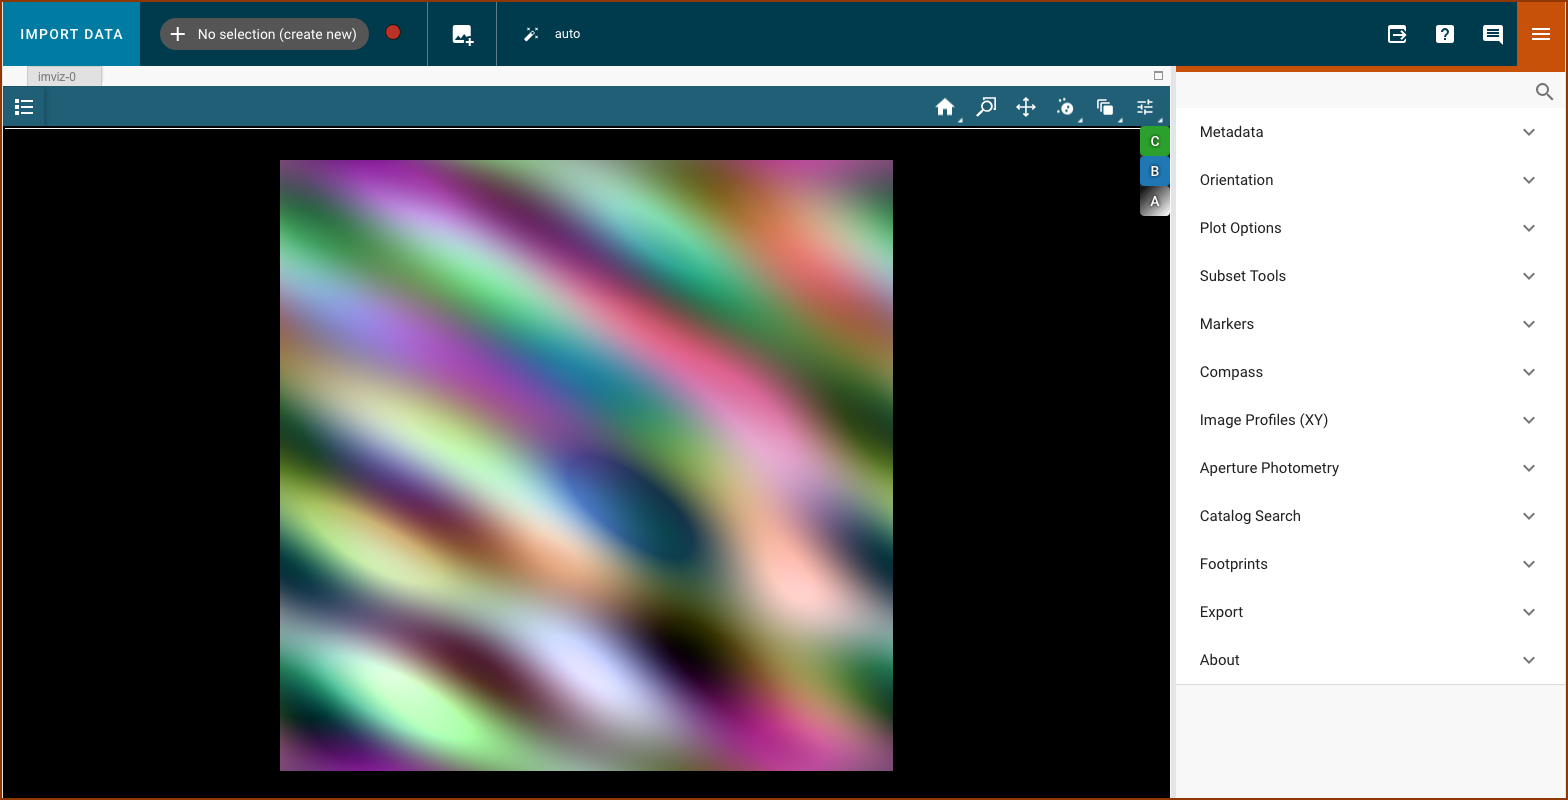 IMPORT DATA
No selection (create new)
auto
imviz-0
C
B
A
Metadata
Orientation
Plot Options
Subset Tools
Markers
Compass
Image Profiles (XY)
Aperture Photometry
Catalog Search
Footprints
Export
About